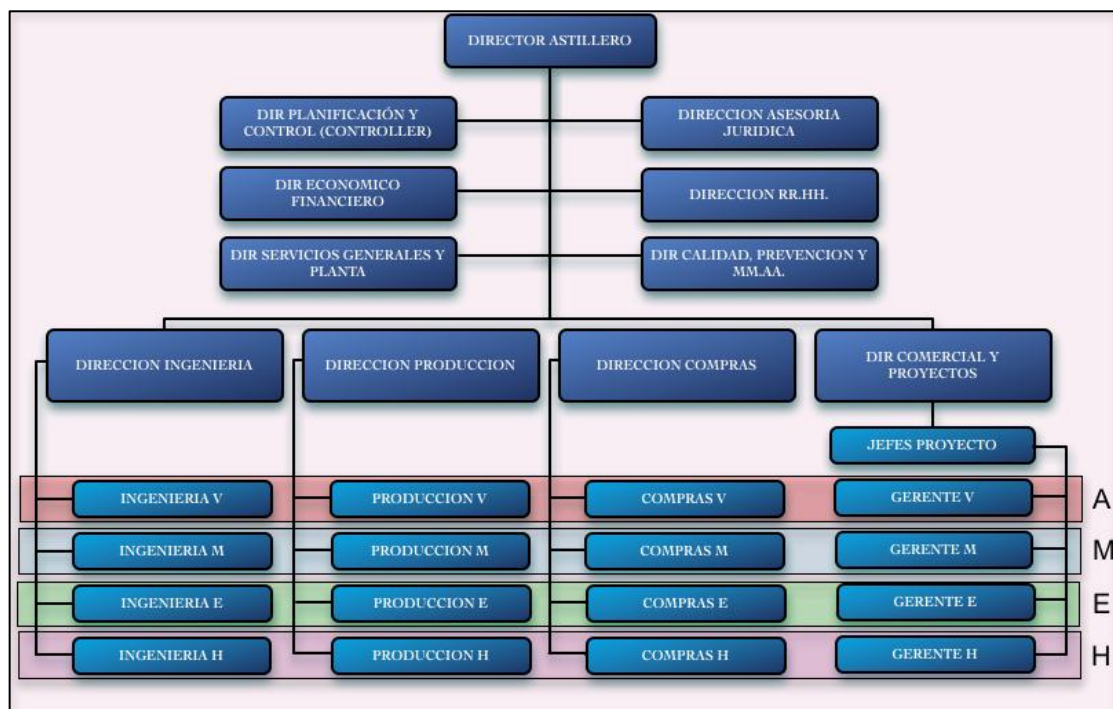 DIRECTOR ASTILLERO
DIR PLANIFICACIÓN Y
CONTROL (CONTROLLER)
DIRECCION ASESORIA
JURIDICA
DIR ECONOMICO
FINANCIERO
DIRECCION RR.HH.
DIR SERVICIOS GENERALES Y
PLANTA
DIR CALIDAD, PREVENCION Y
MM.AA.
DIRECCION INGENIERIA
DIRECCION PRODUCCION
DIRECCION COMPRAS
DIR COMERCIAL Y
PROYECTOS
JEFES PROYECTO
INGENIERIA V
PRODUCCION V
COMPRAS V
GERENTE V
A
INGENIERIA M
PRODUCCION M
COMPRAS M
GERENTE M
M
INGENIERIA E
PRODUCCION E
COMPRAS E
GERENTE E
E
INGENIERIA H
PRODUCCION H
COMPRAS H
GERENTE H
H